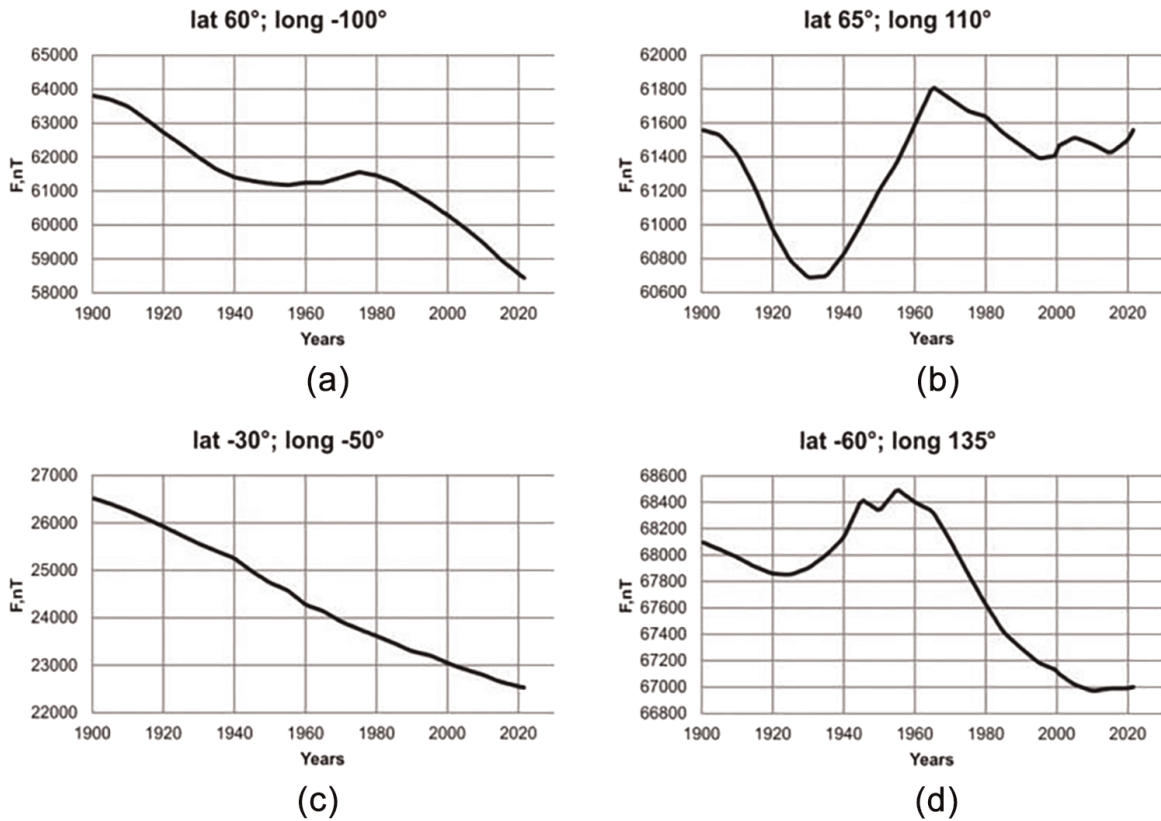 lat 60°; long -100°
65000
64000
63000
62000
61000
60000
59000
58000
F,nT
1900 1920 1940 1960 1980 2000 2020
Years
(a)
lat 65°; long 110°
62000
61800
61600
61400
61200
61000
60800
60600
F,nT
1900 1920 1940 1960 1980 2000 2020
Years
(b)
lat -30°; long -50°
27000
26000
25000
24000
23000
22000
F,nT
1900 1920 1940 1960 1980 2000 2020
Years
(c)
lat -60°; long 135°
68600
68400
68200
68000
67800
67600
67400
67200
67000
66800
F,nT
1900 1920 1940 1960 1980 2000 2020
Years
(d)